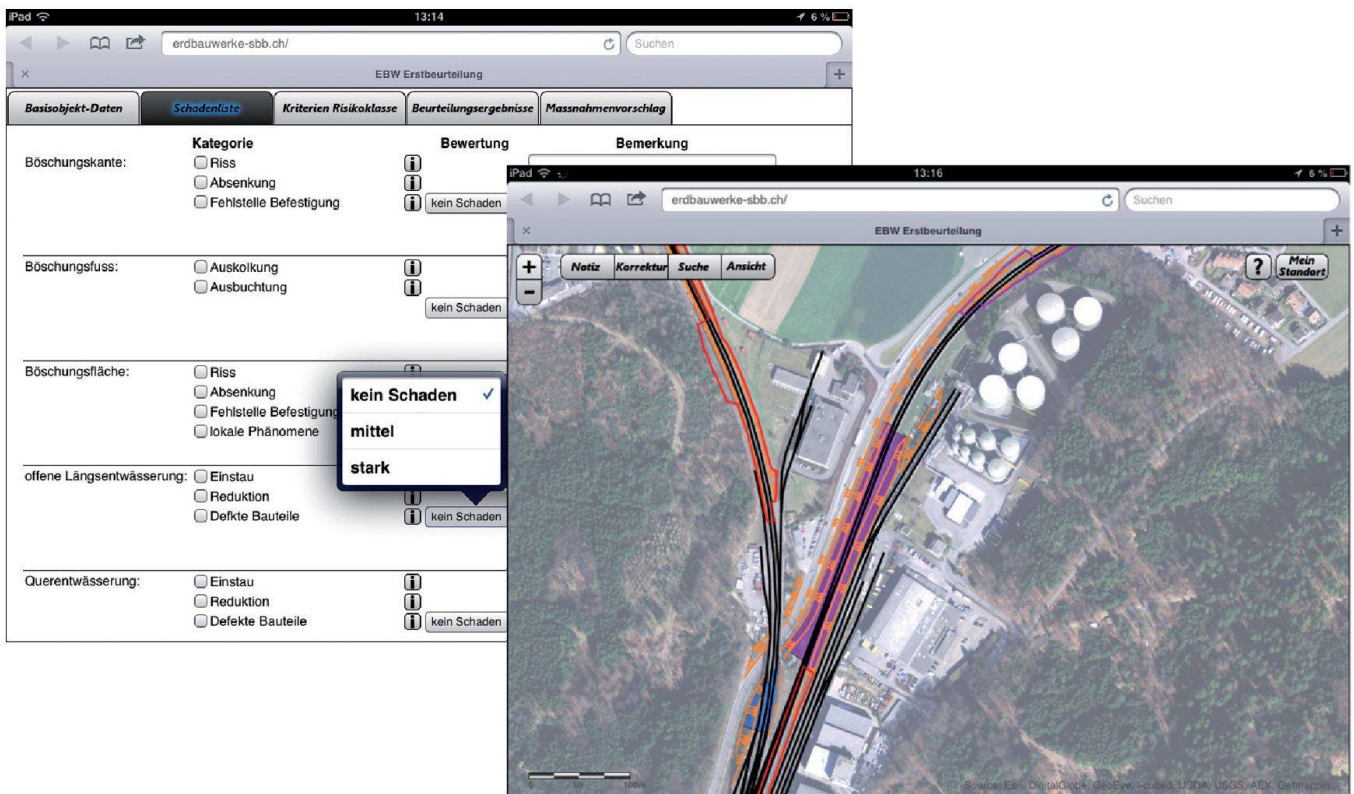 iPad 13:14 6 %
erdbauwerke-sbb.ch/ Suchen
× EBW Erstbeurteilung +
Basisobjekt-Daten Schadenliste Kriterien Risikoklasse Beurteilungsergebnisse Massnahmenvorschlag
Kategorie Bewertung Bemerkung
Böschungskante: Riss i
Absenkung i
Fehlstelle Befestigung i kein Schaden
Böschungsfuss: Auskolkung i
Ausbuchtung i
kein Schaden
Böschungsfläche: Riss i
Absenkung
Fehlstelle Befestigung
lokale Phänomene
offene Längsentwässerung: Einstau
Reduktion i
Defkte Bauteile i kein Schaden
Querentwässerung: Einstau i
Reduktion i
Defekte Bauteile i kein Schaden
kein Schaden ✓
mittel
stark
iPad 13:16 6 %
erdbauwerke-sbb.ch/ Suchen
× EBW Erstbeurteilung +
+ Notiz Korrektur Suche Ansicht ? Mein
Standort
−
0 50 100m
Source: Esri, DigitalGlobe, GeoEye, i-cubed, USDA, USGS, AEX, Getmappin...